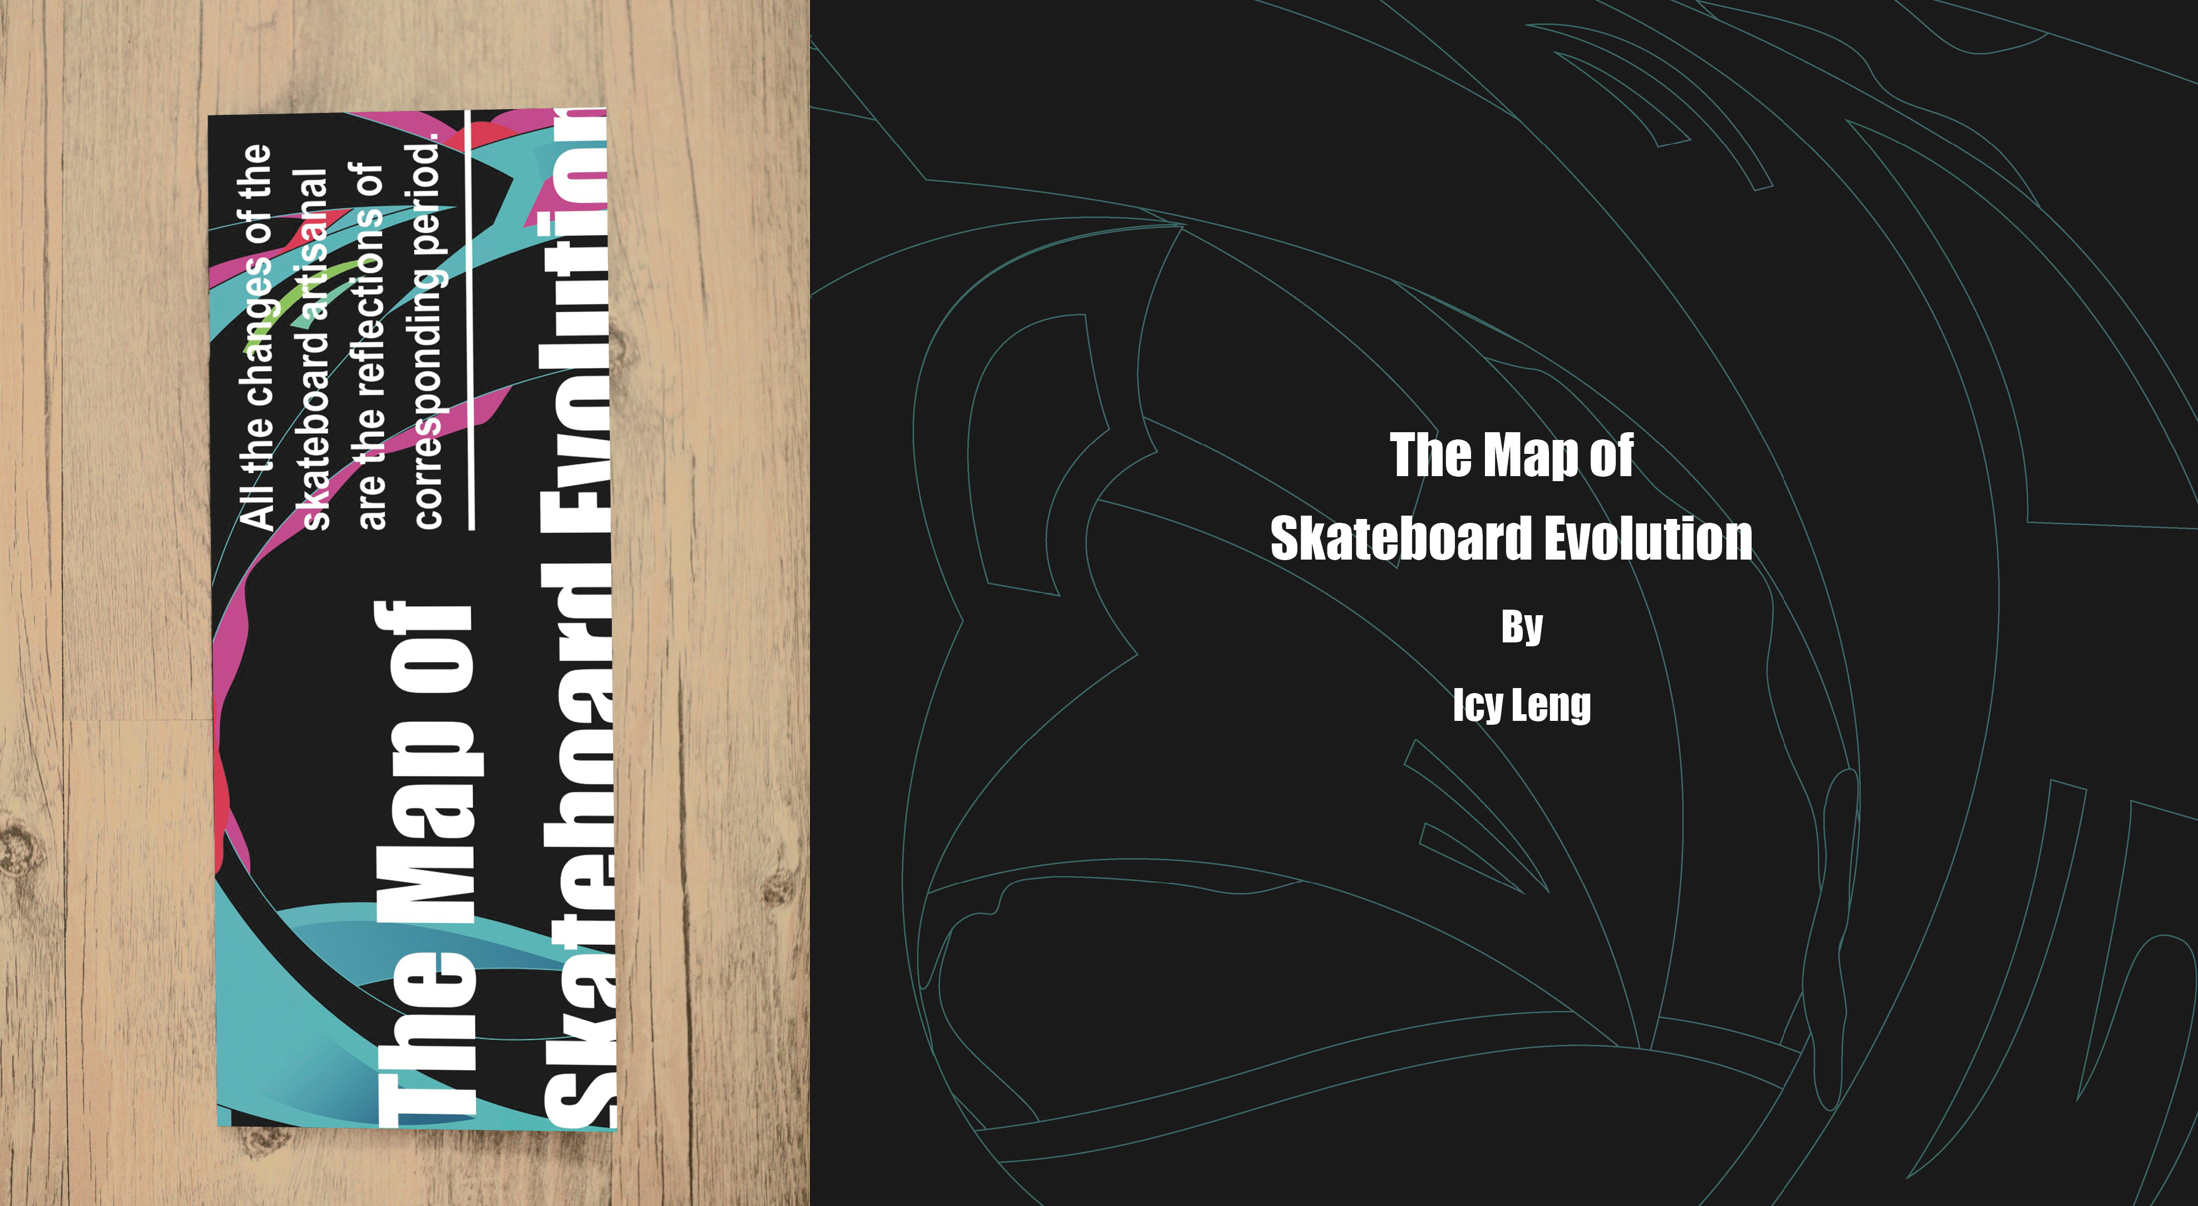 All the changes of the
skateboard artisanal
are the reflections of
corresponding period.
The Map of
Skateboard Evolution
The Map of
Skateboard Evolution
By
Icy Leng